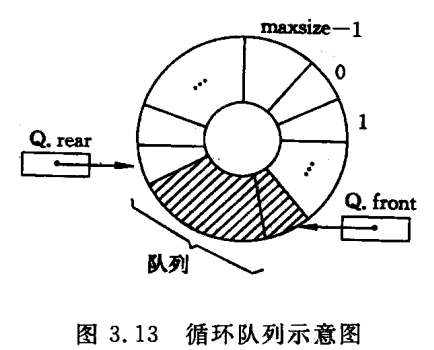 maxsize－1
0
…
1
Q. rear
…
Q. front
队列
图 3.13 循环队列示意图